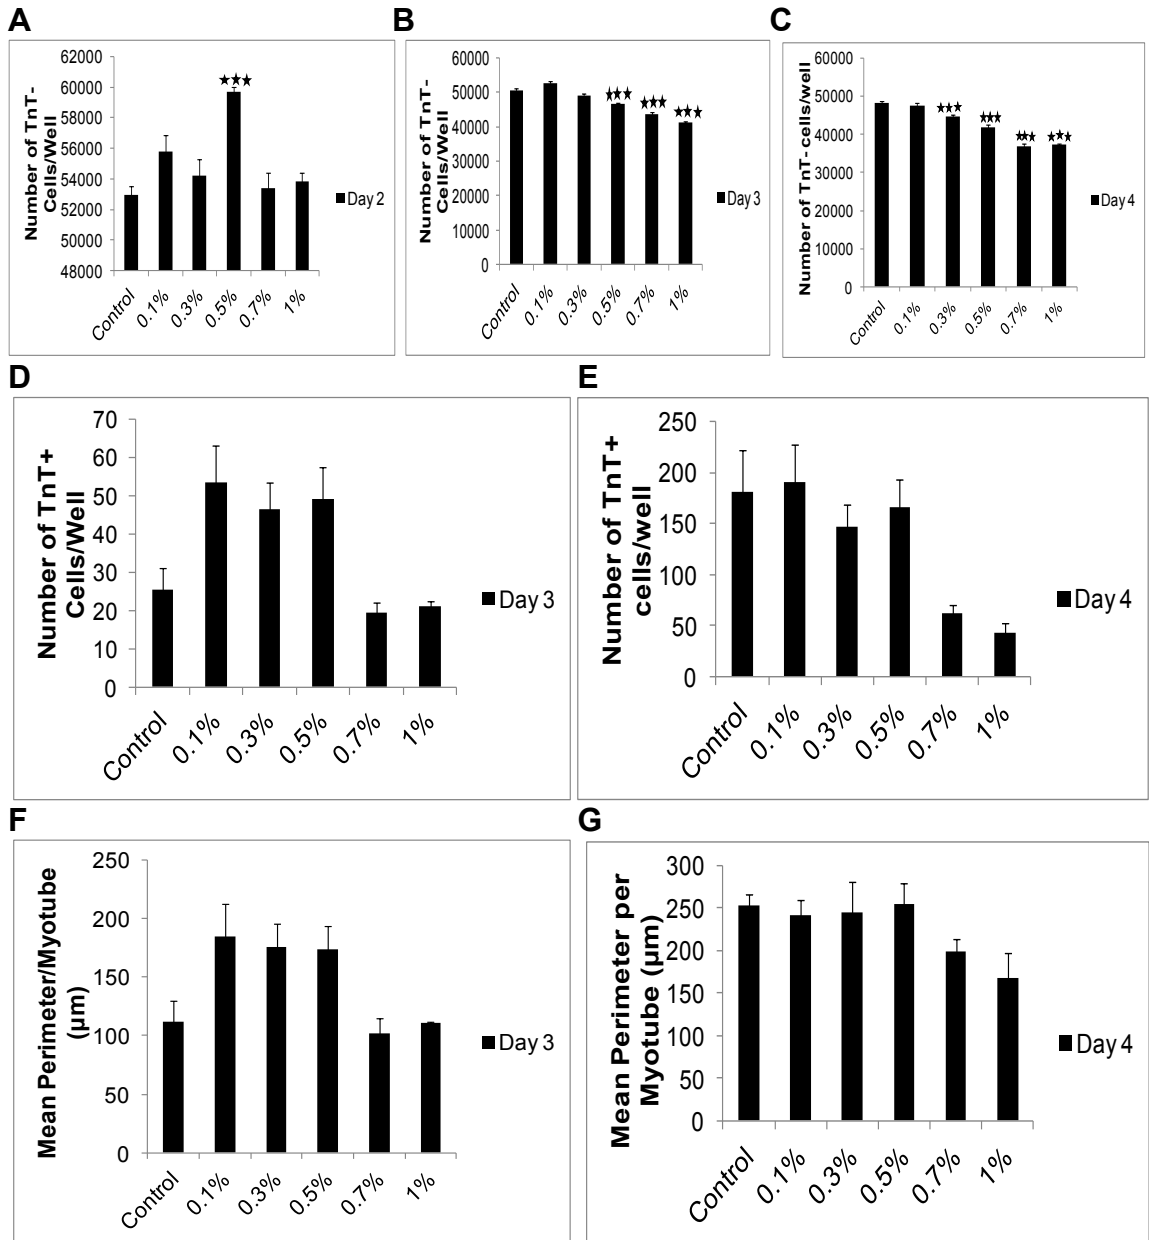 A
Number of TnT-
Cells/Well
62000
60000
58000
56000
54000
52000
50000
48000
★★★
Control
0.1%
0.3%
0.5%
0.7%
1%
Day 2
B
Number of TnT-
Cells/Well
60000
50000
40000
30000
20000
10000
0
★★★
★★★
★★★
Control
0.1%
0.3%
0.5%
0.7%
1%
Day 3
C
Number of TnT- cells/well
60000
50000
40000
30000
20000
10000
0
★★★
★★★
★★★
★★★
Control
0.1%
0.3%
0.5%
0.7%
1%
Day 4
D
Number of TnT+
Cells/Well
70
60
50
40
30
20
10
0
Control
0.1%
0.3%
0.5%
0.7%
1%
Day 3
E
Number of TnT+
cells/well
250
200
150
100
50
0
Control
0.1%
0.3%
0.5%
0.7%
1%
Day 4
F
Mean Perimeter/Myotube
(µm)
250
200
150
100
50
0
Control
0.1%
0.3%
0.5%
0.7%
1%
Day 3
G
Mean Perimeter per
Myotube (µm)
300
250
200
150
100
50
0
Control
0.1%
0.3%
0.5%
0.7%
1%
Day 4